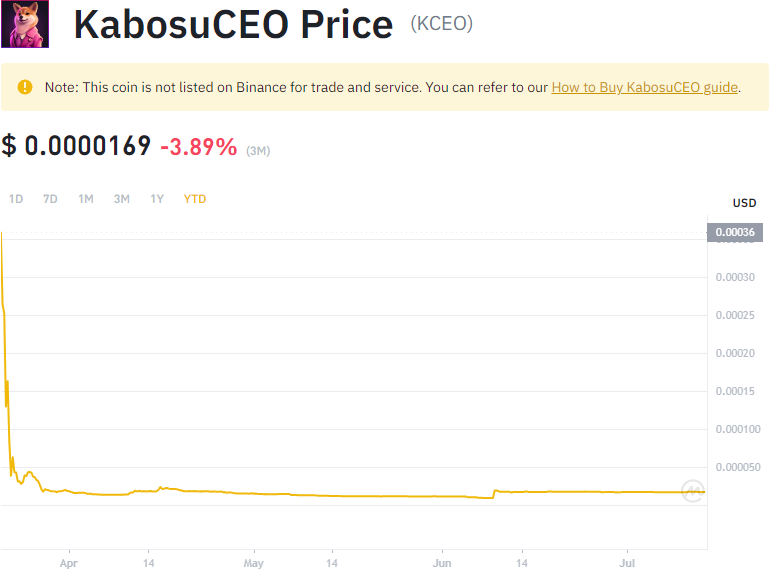 KabosuCEO Price (KCEO)
Note: This coin is not listed on Binance for trade and service. You can refer to our How to Buy KabosuCEO guide.
$ 0.0000169 -3.89% (3M)
1D 7D 1M 3M 1Y YTD
USD
0.00036
0.00030
0.00025
0.00020
0.00015
0.000100
0.000050
Apr 14 May 14 Jun 14 Jul